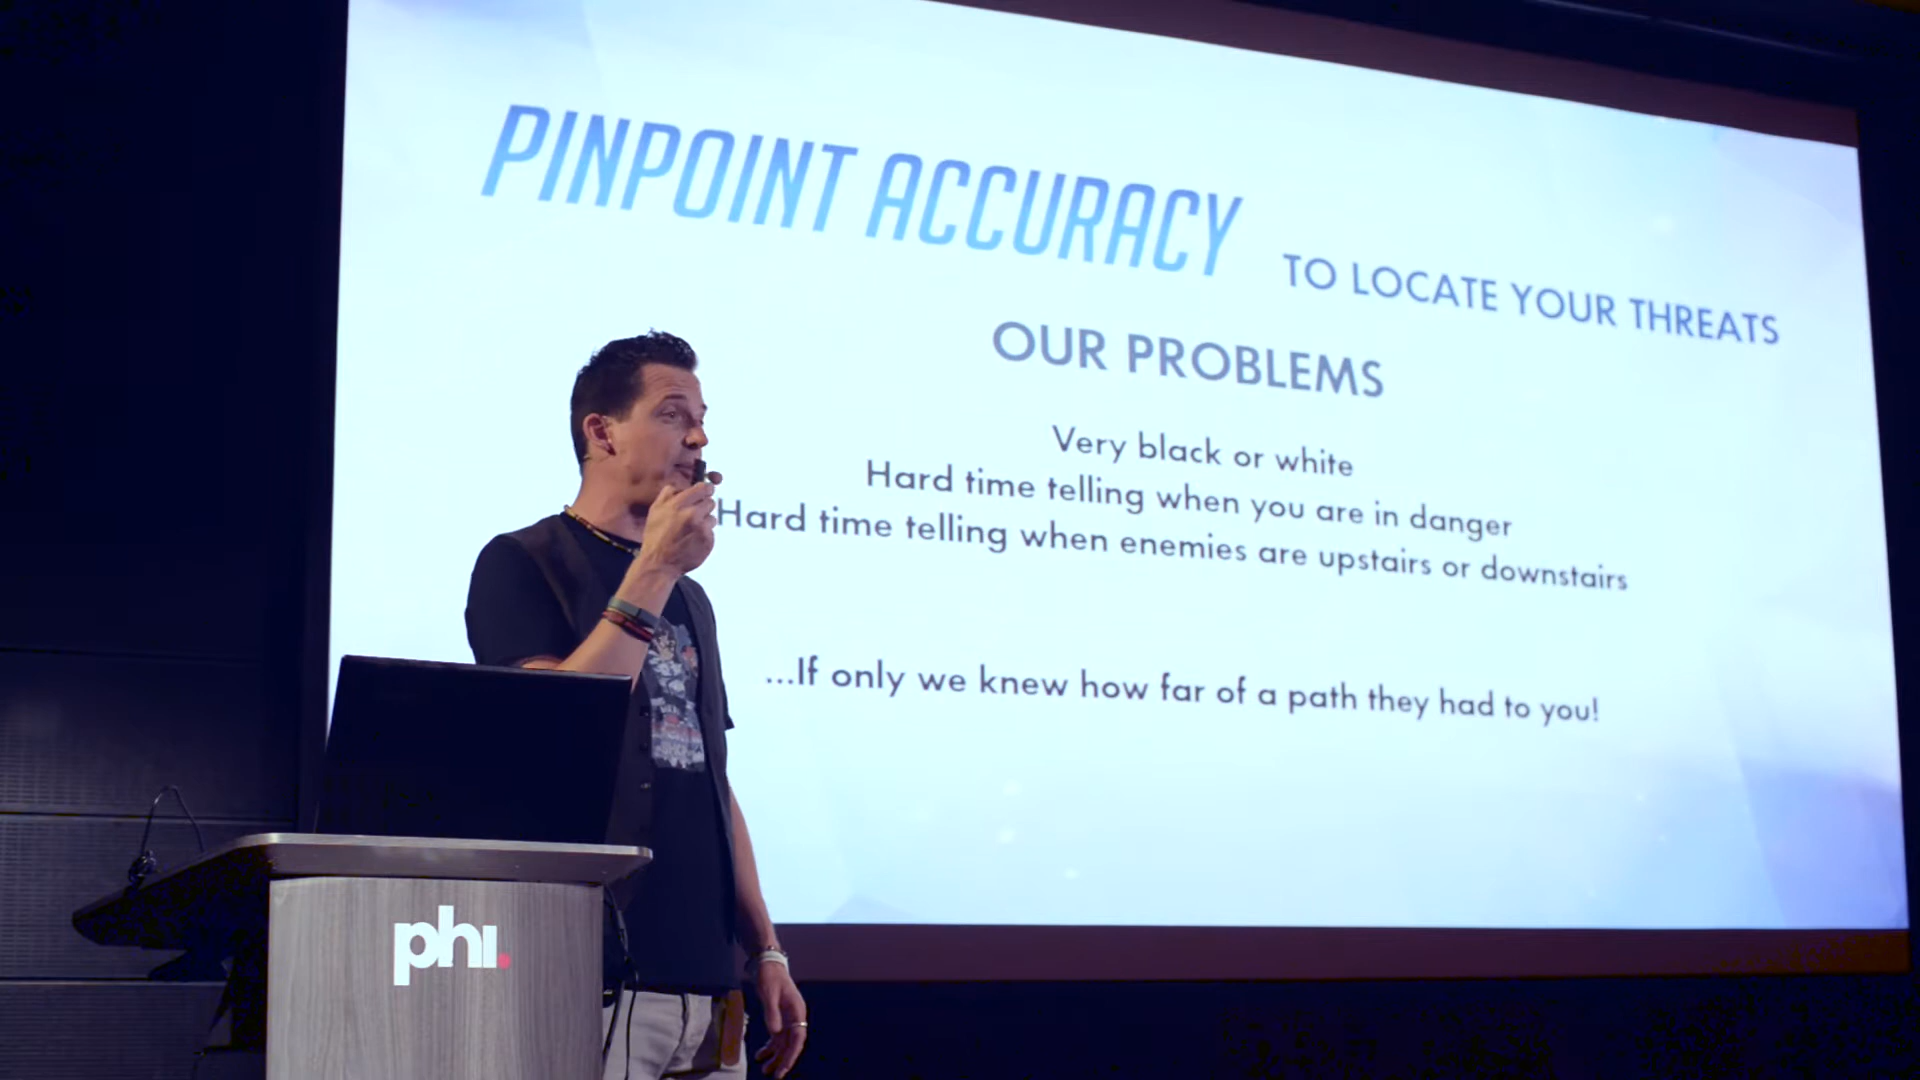 PINPOINT ACCURACY TO LOCATE YOUR THREATS
OUR PROBLEMS
Very black or white
Hard time telling when you are in danger
Hard time telling when enemies are upstairs or downstairs
...If only we knew how far of a path they had to you!
phi.